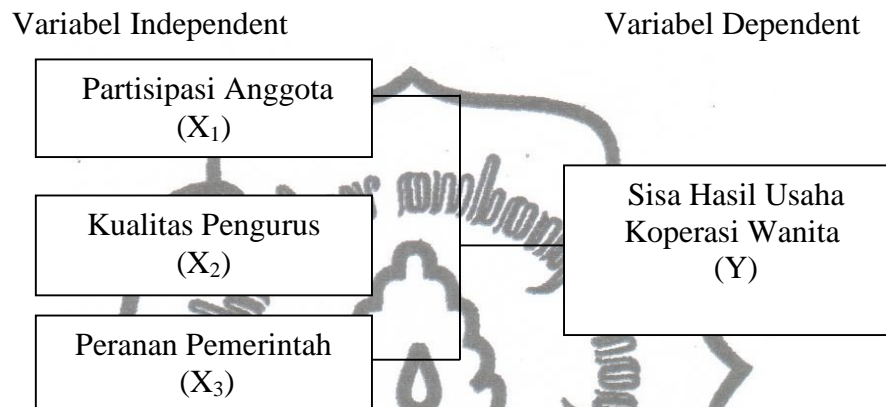 Variabel Independent
Variabel Dependent
Partisipasi Anggota
(X₁)
Kualitas Pengurus
(X₂)
Peranan Pemerintah
(X₃)
Sisa Hasil Usaha
Koperasi Wanita
(Y)